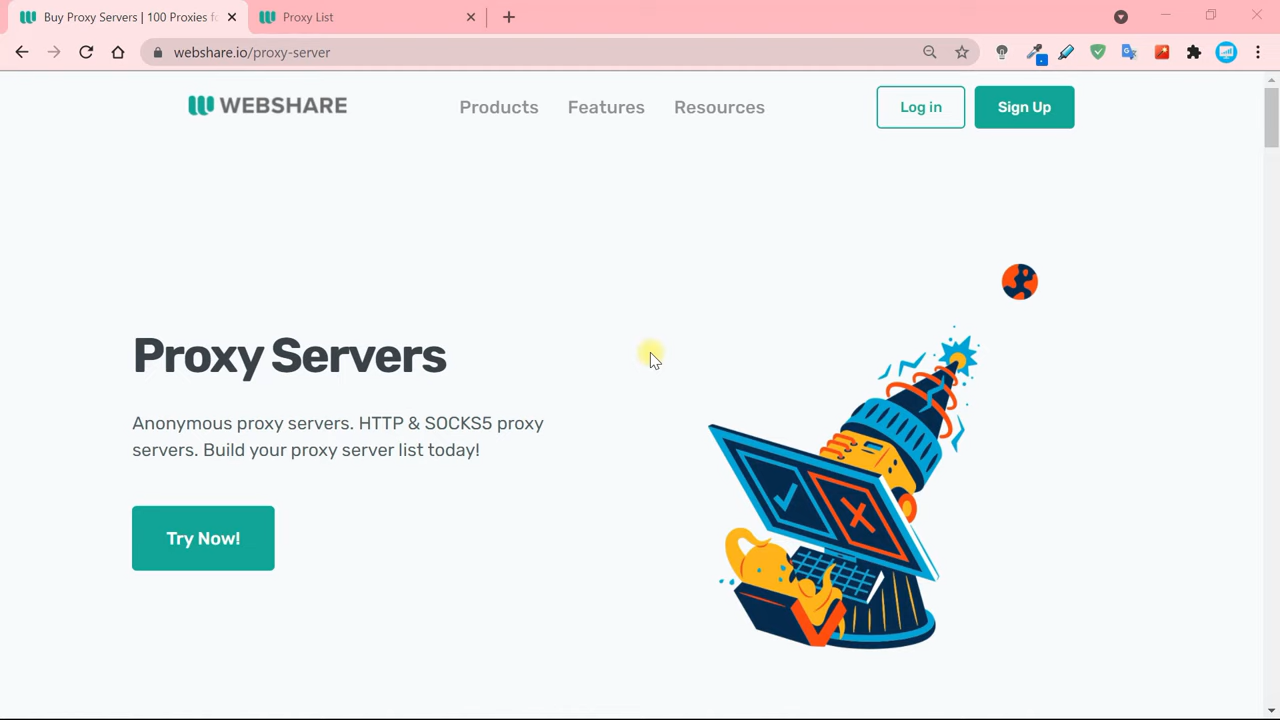 Buy Proxy Servers | 100 Proxies fo
Proxy List
webshare.io/proxy-server
WEBSHARE
Products
Features
Resources
Log in
Sign Up
Proxy Servers
Anonymous proxy servers. HTTP & SOCKS5 proxy
servers. Build your proxy server list today!
Try Now!